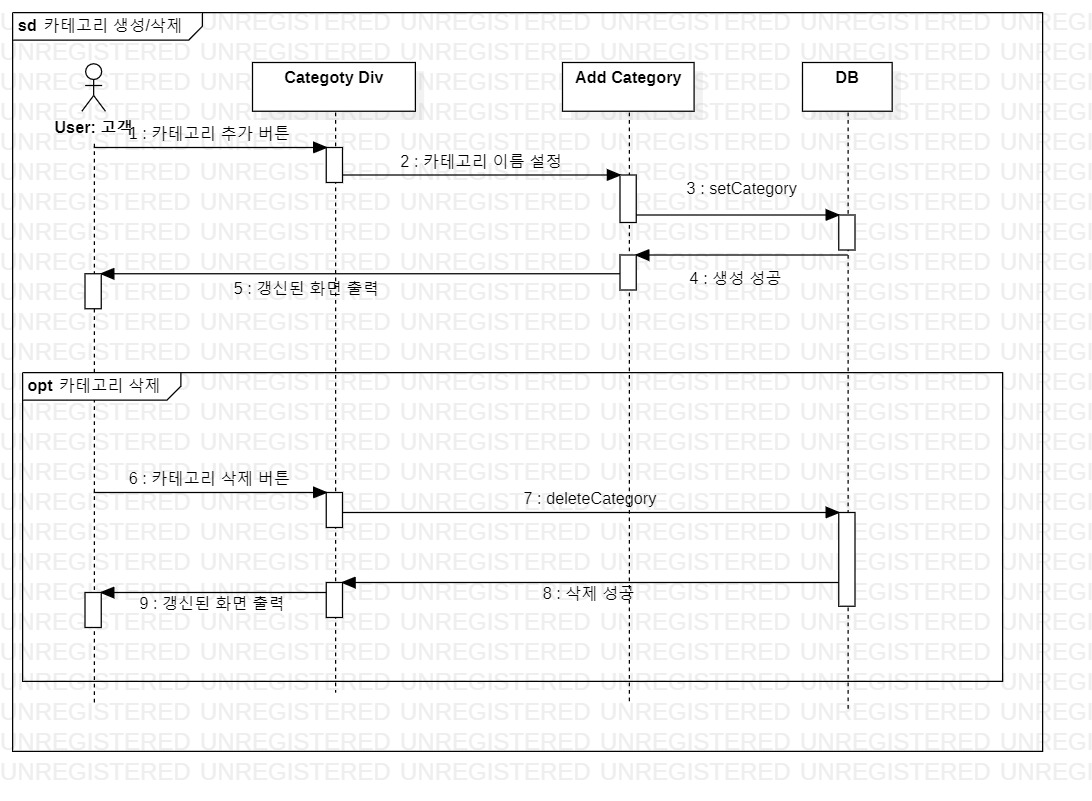 sd 카테고리 생성/삭제
Categoty Div
Add Category
DB
User: 고객
1 : 카테고리 추가 버튼
2 : 카테고리 이름 설정
3 : setCategory
4 : 생성 성공
5 : 갱신된 화면 출력
opt 카테고리 삭제
6 : 카테고리 삭제 버튼
7 : deleteCategory
8 : 삭제 성공
9 : 갱신된 화면 출력
UNREGISTERED